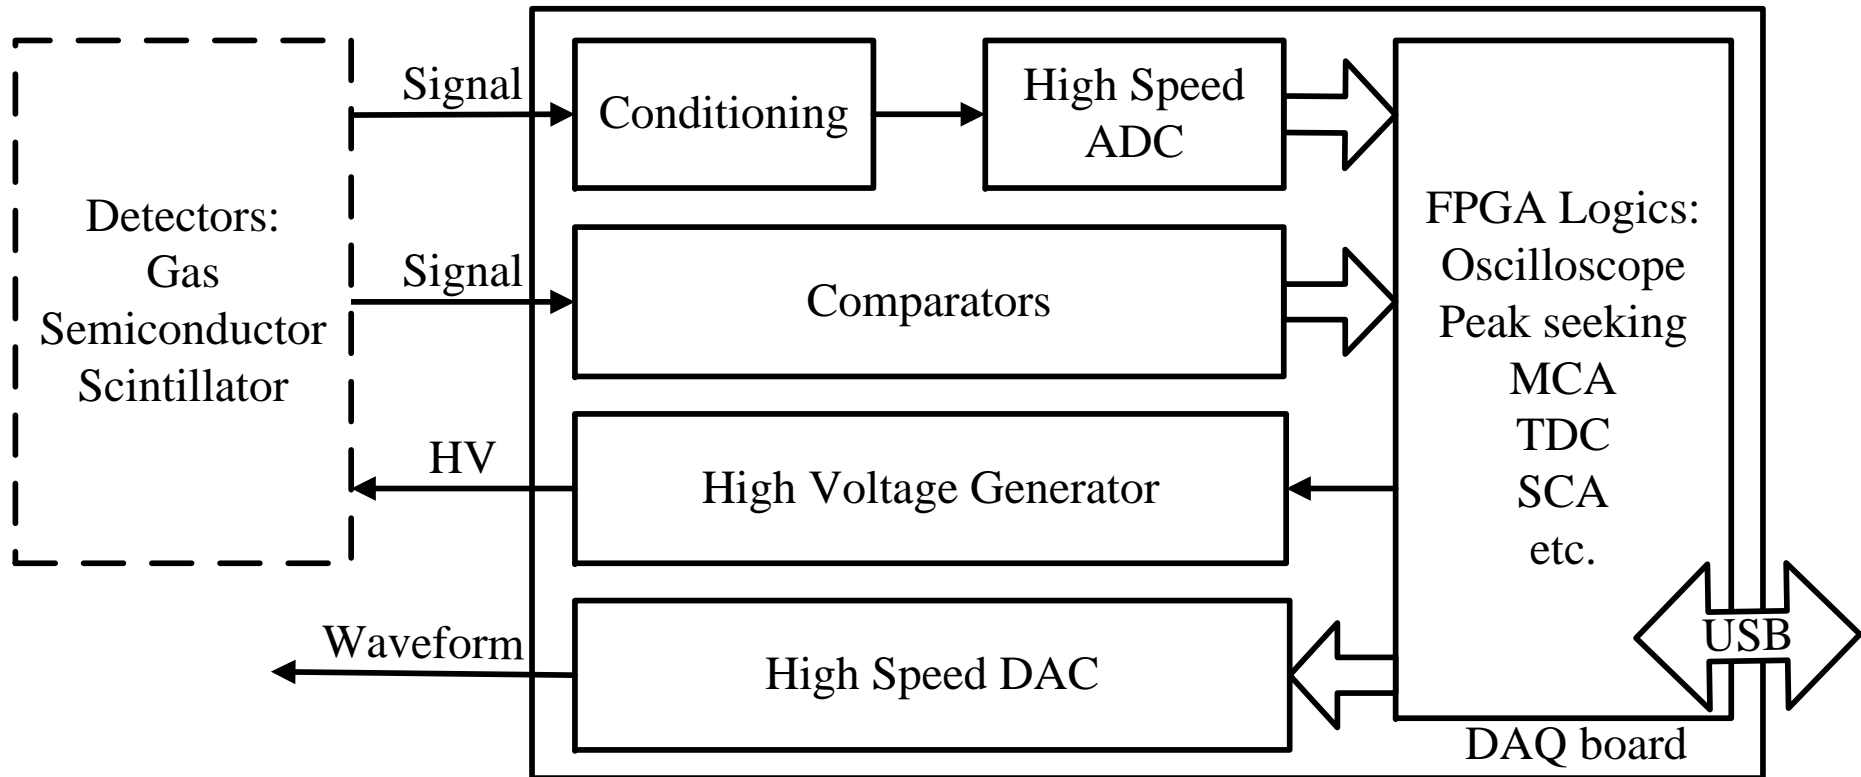 Detectors:
Gas
Semiconductor
Scintillator
Signal
Conditioning
High Speed
ADC
Signal
Comparators
HV
High Voltage Generator
Waveform
High Speed DAC
FPGA Logics:
Oscilloscope
Peak seeking
MCA
TDC
SCA
etc.
USB
DAQ board